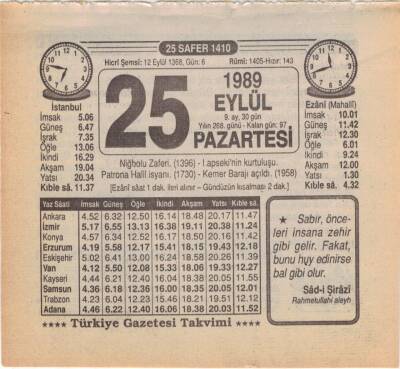 25 SAFER 1410
Hicrî Şemsi: 12 Eylül 1368, Gün: 6
Rûmi: 1405-Hızır: 143
25
1989
EYLÜL
9. ay, 30 gün
Yılın 268. günü - Kalan gün: 97
PAZARTESİ
İstanbul
İmsak 5.06
Güneş 6.47
İşrak 7.35
Öğle 13.06
İkindi 16.29
Akşam 19.04
Yatsı 20.34
Kıble sâ. 11.37
Ezânî (Mahallî)
İmsak 10.01
Güneş 11.42
İşrak 12.30
Öğle 6.01
İkindi 9.24
Akşam 12.00
Yatsı 1.30
Kıble sâ. 4.32
Niğbolu Zaferi. (1396) - Lapseki'nin kurtuluşu.
Patrona Halîl isyanı. (1730) - Kemer Barajı açıldı. (1958)
[Ezânî sâat 1 dak. ileri alınır – Gündüzün kısalması 2 dak.]
Yaz Sâati İmsak Güneş Öğle İkindi Akşam Yatsı Kıble sâ.
Ankara 4.52 6.32 12.50 16.14 18.48 20.17 11.47
İzmir 5.17 6.55 13.13 16.38 19.11 20.38 11.24
Konya 4.57 6.34 12.52 16.17 18.50 20.16 11.42
Erzurum 4.19 5.58 12.17 15.41 18.15 19.43 12.18
Eskişehir 5.02 6.41 13.00 16.24 18.58 20.26 11.39
Van 4.12 5.50 12.08 15.33 18.06 19.33 12.27
Kayseri 4.44 6.21 12.40 16.04 18.38 20.05 11.55
Samsun 4.36 6.18 12.36 16.00 18.35 20.05 12.01
Trabzon 4.23 6.04 12.23 15.46 18.21 19.51 12.12
Adana 4.46 6.22 12.40 16.06 18.38 20.03 11.52
★ Sabır, önce-
leri insana zehir
gibi gelir. Fakat,
bunu huy edinirse
bal gibi olur.
Sâd-i Şirâzî
Rahmetullahi aleyh
★★★★ Türkiye Gazetesi Takvimi ★★★★